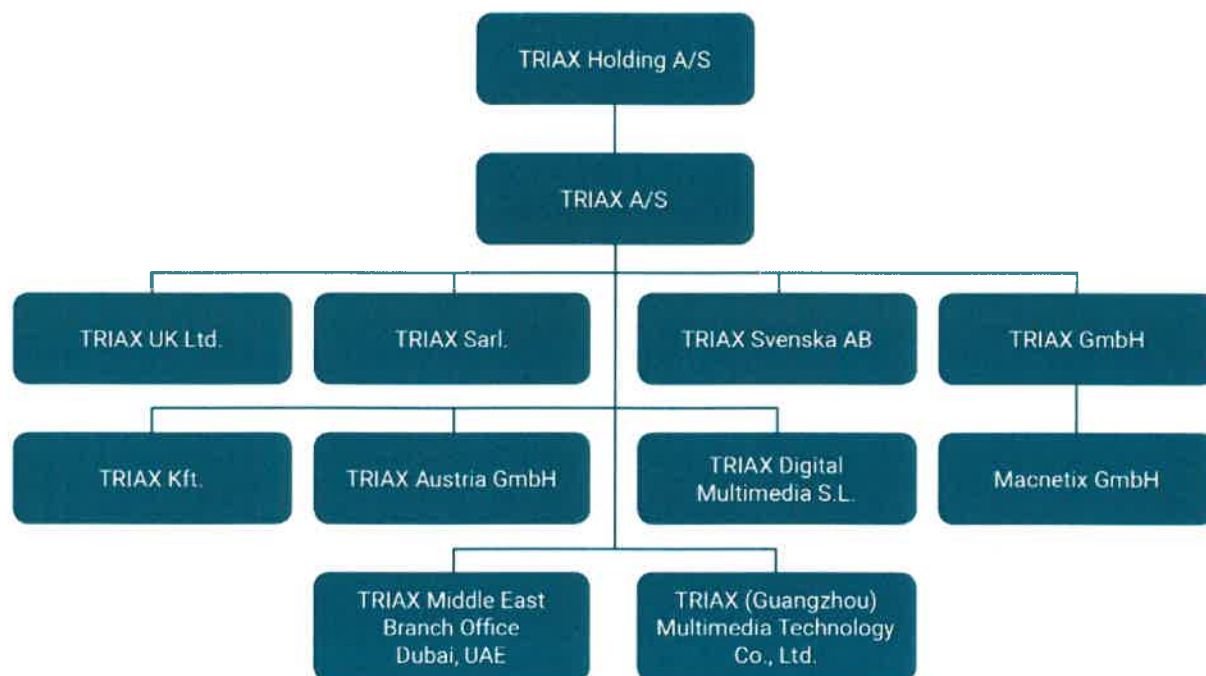 TRIAX Holding A/S
TRIAX A/S
TRIAX UK Ltd.
TRIAX Sarl.
TRIAX Svenska AB
TRIAX GmbH
TRIAX Kft.
TRIAX Austria GmbH
TRIAX Digital
Multimedia S.L.
Macnetix GmbH
TRIAX Middle East
Branch Office
Dubai, UAE
TRIAX (Guangzhou)
Multimedia Technology
Co., Ltd.